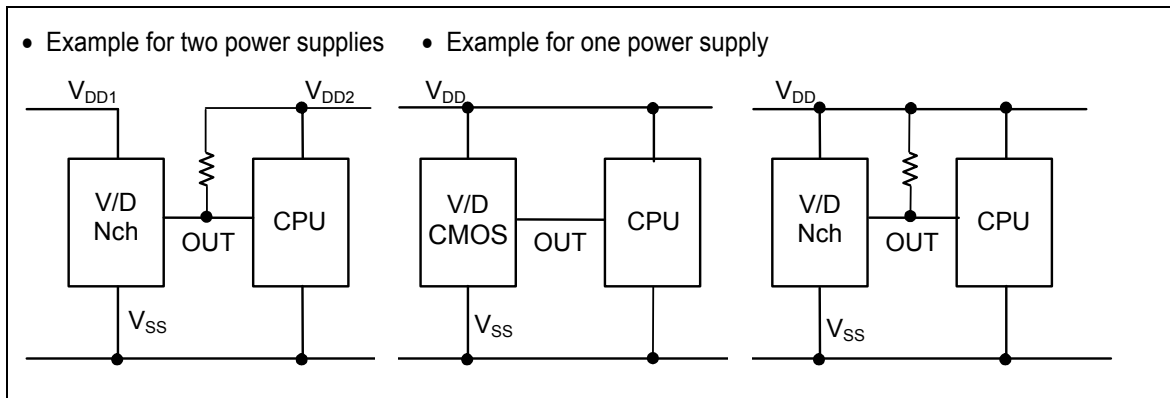 • Example for two power supplies • Example for one power supply
VDD1 VDD2 VDD VDD
V/D V/D V/D
Nch CPU CMOS CPU Nch CPU
OUT OUT OUT
VSS VSS VSS